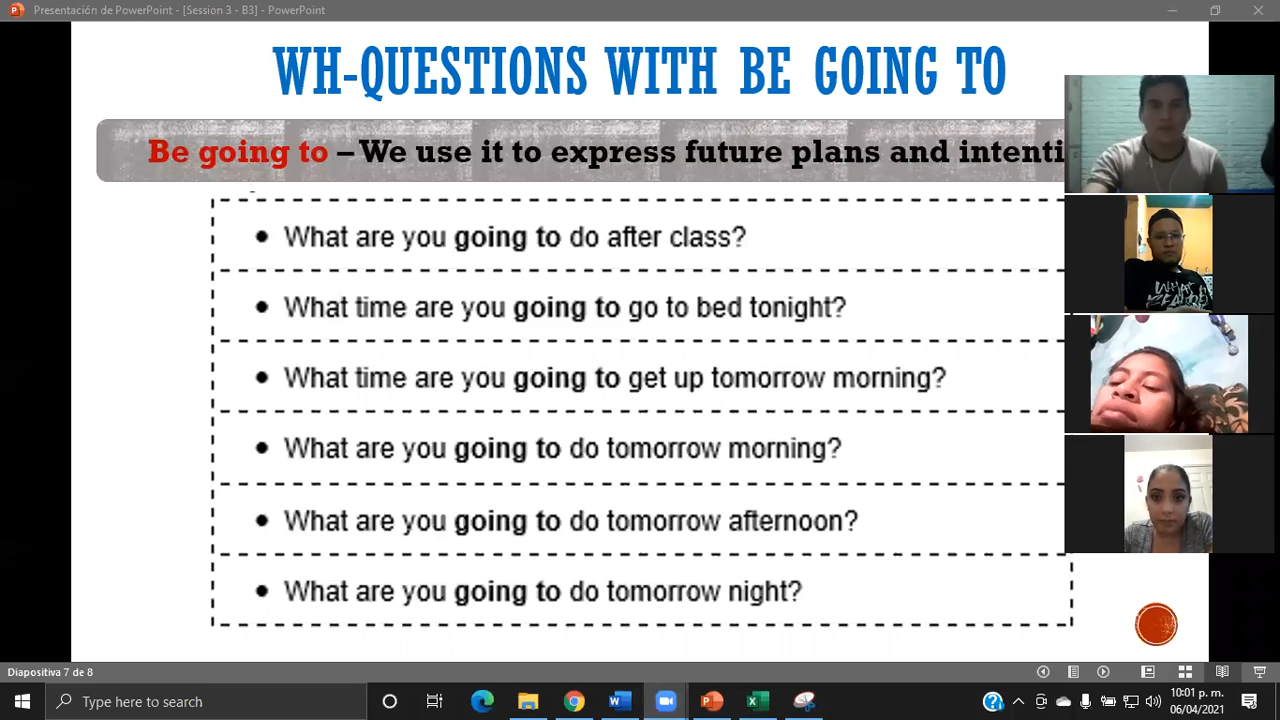 Presentación de PowerPoint - [Session 3 - B3] - PowerPoint
WH-QUESTIONS WITH BE GOING TO
Be going to – We use it to express future plans and intenti
• What are you going to do after class?
• What time are you going to go to bed tonight?
• What time are you going to get up tomorrow morning?
• What are you going to do tomorrow morning?
• What are you going to do tomorrow afternoon?
• What are you going to do tomorrow night?
Diapositiva 7 de 8
Type here to search
10:01 p. m.
06/04/2021